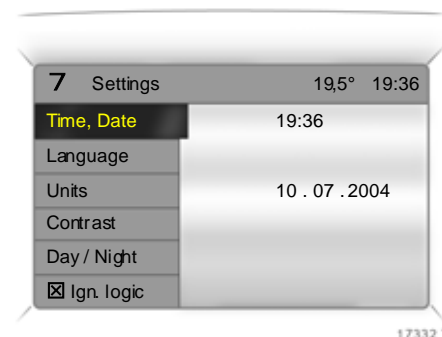 7 Settings 19,5° 19:36
Time, Date 19:36
Language
Units 10 . 07 . 2004
Contrast
Day / Night
☒ Ign. logic
17332